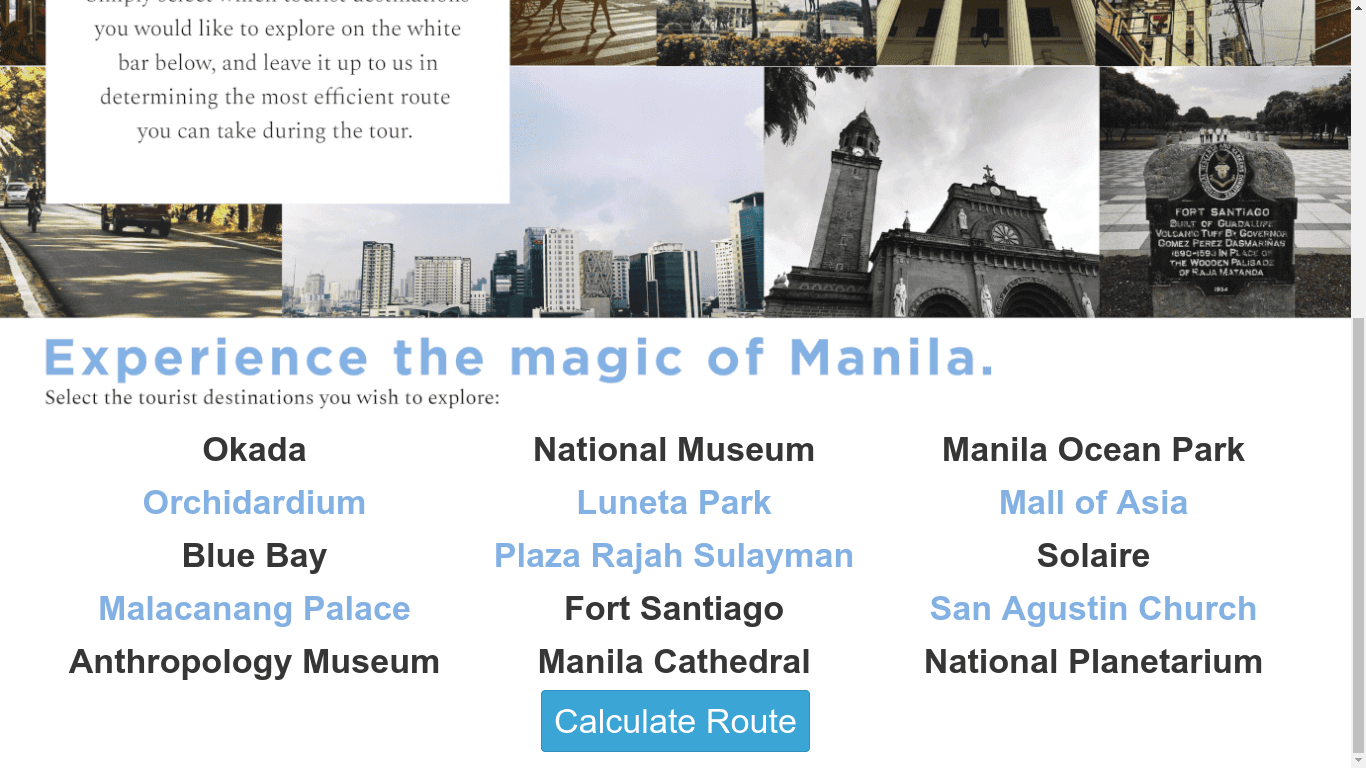 Simply select which tourist destinations
you would like to explore on the white
bar below, and leave it up to us in
determining the most efficient route
you can take during the tour.
FORT SANTIAGO
BUILT OF GUADALUPE
VOLCANIC TUFF BY GOVERNOR
GOMEZ PEREZ DASMARIÑAS
1590-1593 IN PLACE OF
THE WOODEN PALISADE
OF RAJA MATANDA
Experience the magic of Manila.
Select the tourist destinations you wish to explore:
Okada National Museum Manila Ocean Park
Orchidardium Luneta Park Mall of Asia
Blue Bay Plaza Rajah Sulayman Solaire
Malacanang Palace Fort Santiago San Agustin Church
Anthropology Museum Manila Cathedral National Planetarium
Calculate Route